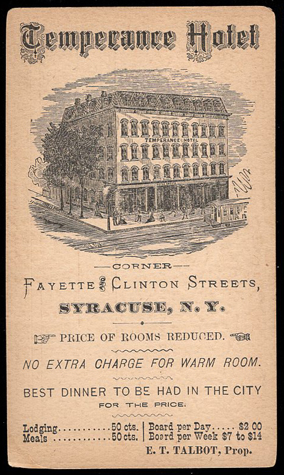 Temperance Hotel
TEMPERANCE HOTEL
CORNER
FAYETTE AND CLINTON STREETS,
SYRACUSE, N. Y.
PRICE OF ROOMS REDUCED.
NO EXTRA CHARGE FOR WARM ROOM.
BEST DINNER TO BE HAD IN THE CITY
FOR THE PRICE.
Lodging..........50 cts. | Board per Day.....$2 00
Meals............50 cts. | Board per Week $7 to $14
E. T. TALBOT, Prop.